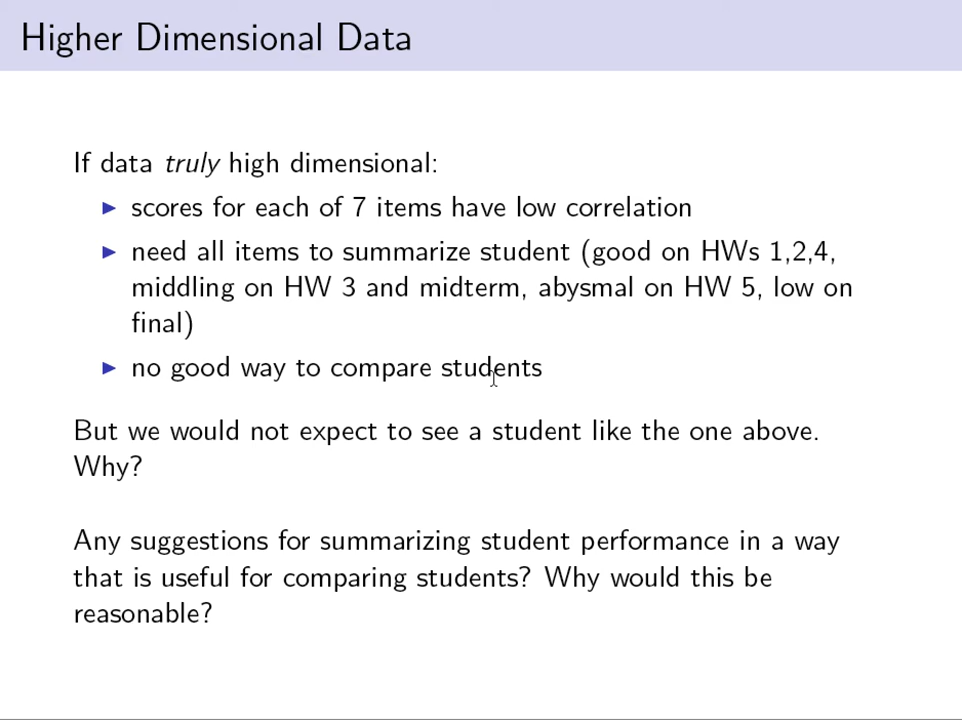 Higher Dimensional Data
If data truly high dimensional:
▶ scores for each of 7 items have low correlation
▶ need all items to summarize student (good on HWs 1,2,4,
middling on HW 3 and midterm, abysmal on HW 5, low on
final)
▶ no good way to compare students
But we would not expect to see a student like the one above.
Why?
Any suggestions for summarizing student performance in a way
that is useful for comparing students? Why would this be
reasonable?